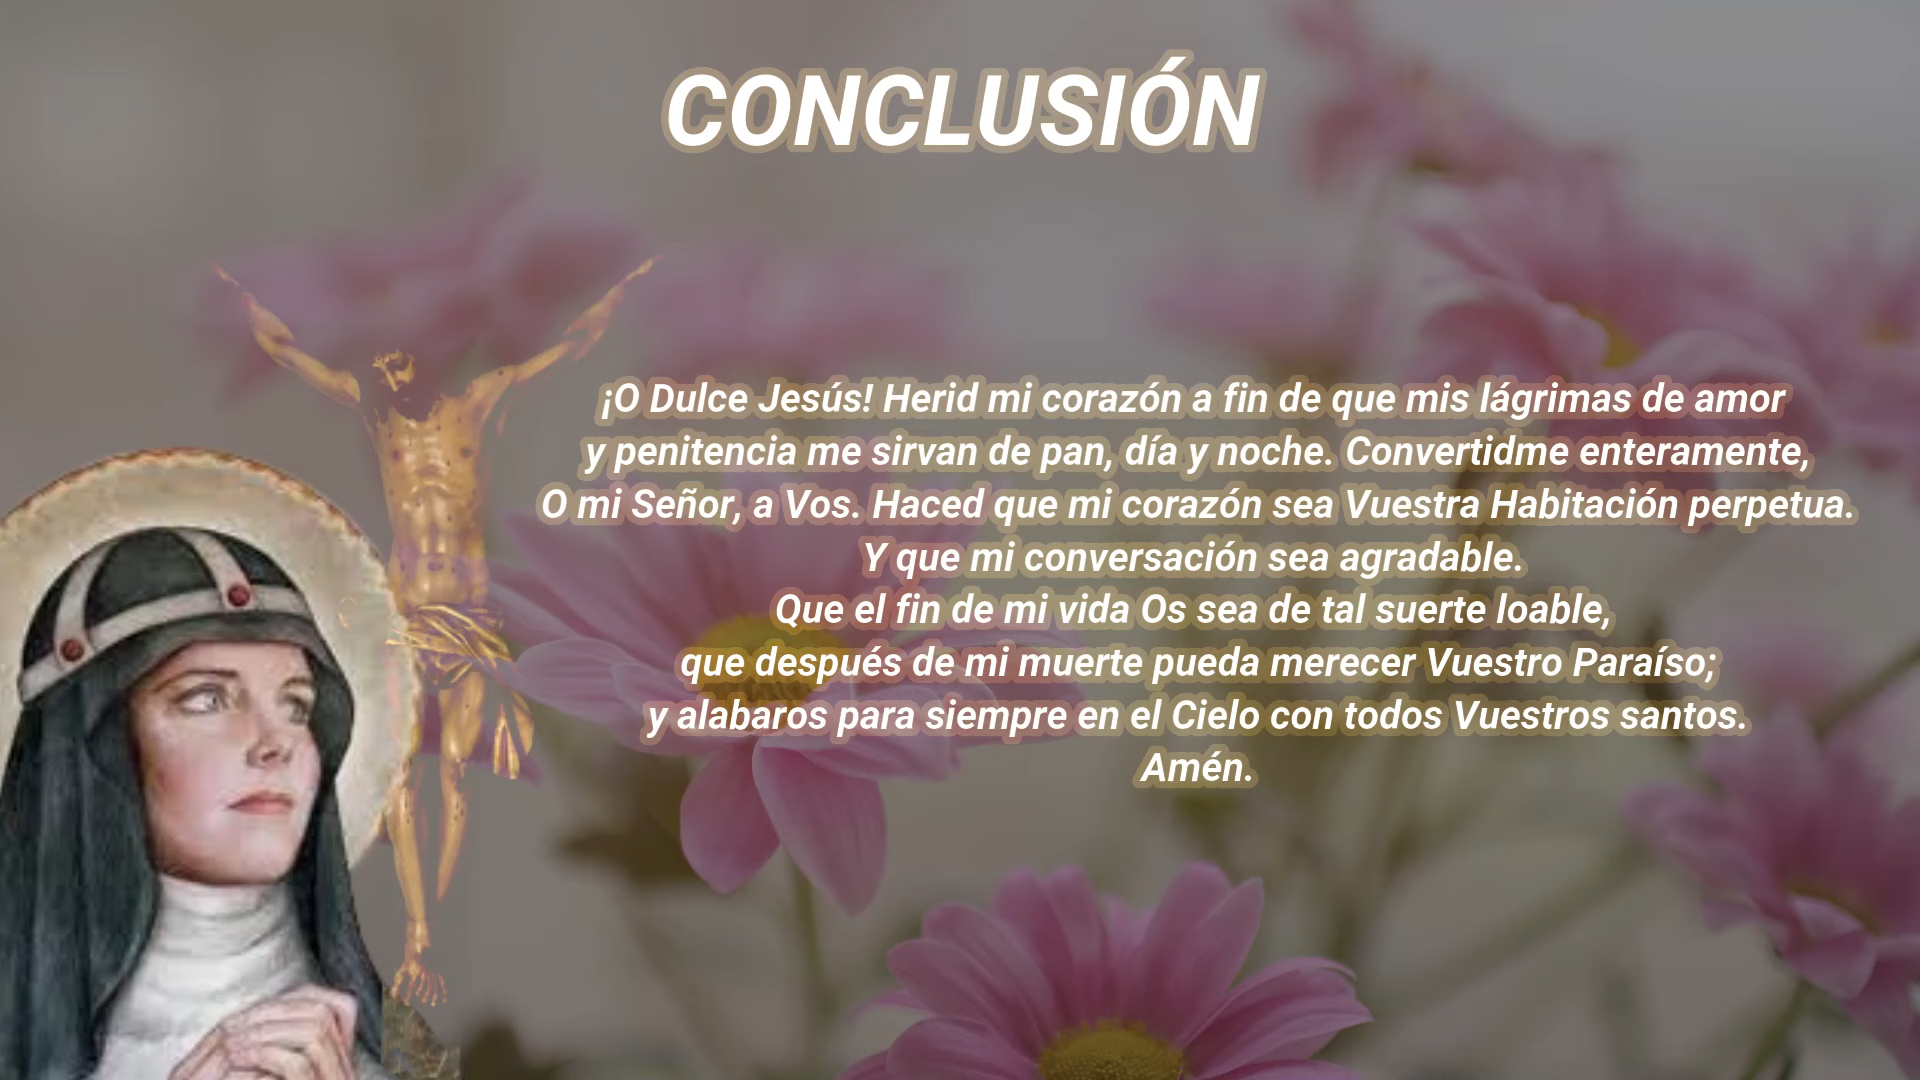 CONCLUSIÓN
¡O Dulce Jesús! Herid mi corazón a fin de que mis lágrimas de amor
y penitencia me sirvan de pan, día y noche. Convertidme enteramente,
O mi Señor, a Vos. Haced que mi corazón sea Vuestra Habitación perpetua.
Y que mi conversación sea agradable.
Que el fin de mi vida Os sea de tal suerte loable,
que después de mi muerte pueda merecer Vuestro Paraíso;
y alabaros para siempre en el Cielo con todos Vuestros santos.
Amén.